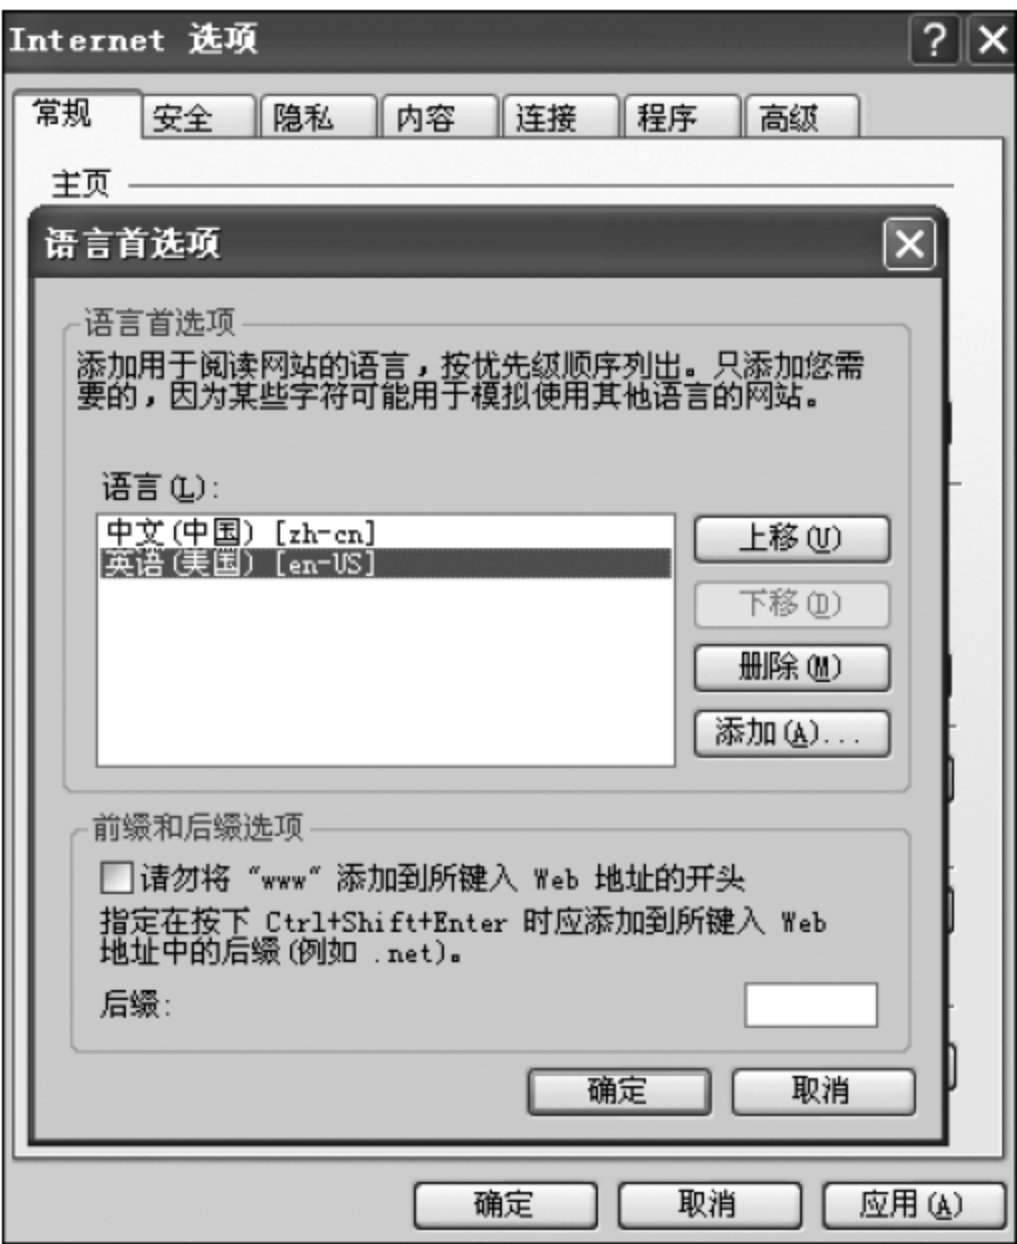 Internet 选项
常规 安全 隐私 内容 连接 程序 高级
主页
语言首选项
语言首选项
添加用于阅读网站的语言，按优先级顺序列出。只添加您需
要的，因为某些字符可能用于模拟使用其他语言的网站。
语言(L):
中文(中国) [zh-cn]
英语(美国) [en-US]
上移(U)
下移(D)
删除(M)
添加(A)...
前缀和后缀选项
请勿将 "www" 添加到所键入 Web 地址的开头
指定在按下 Ctrl+Shift+Enter 时应添加到所键入 Web
地址中的后缀(例如 .net)。
后缀:
确定 取消
确定 取消 应用(A)